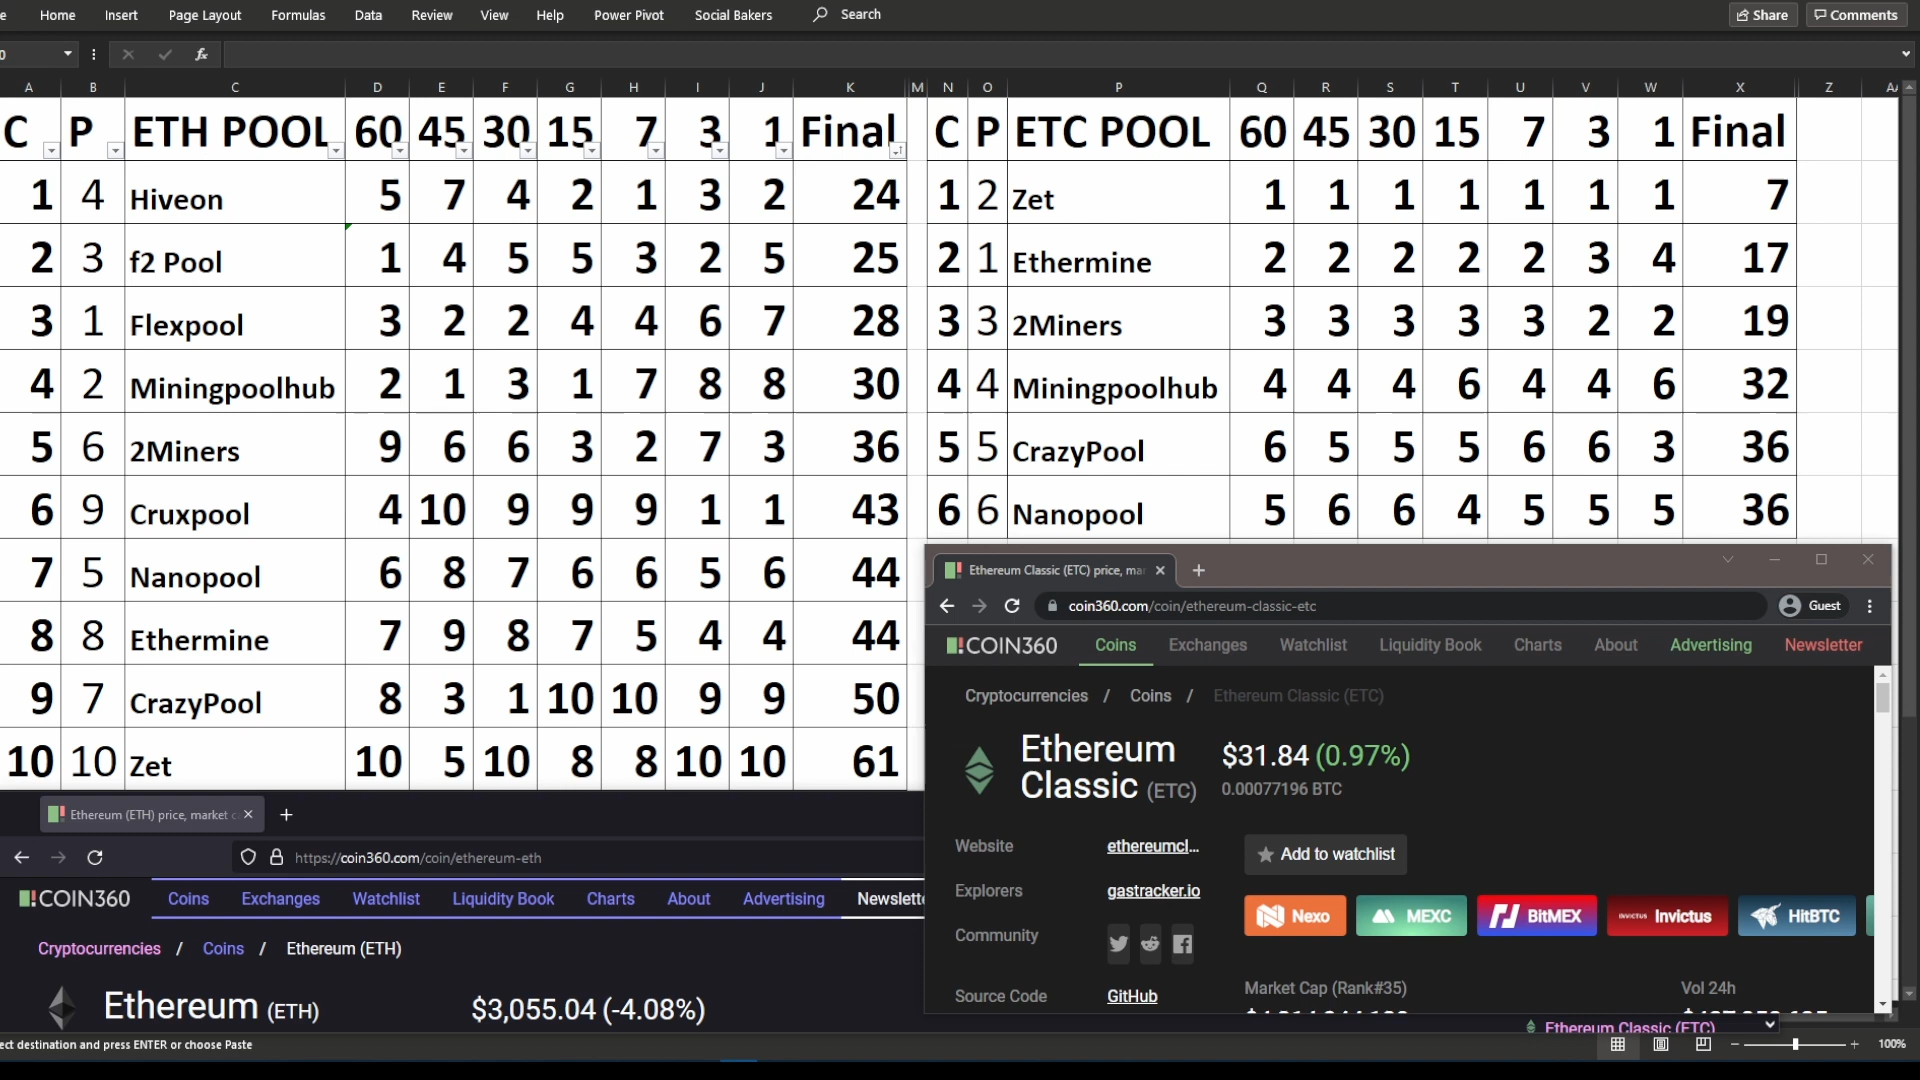 Home Insert Page Layout Formulas Data Review View Help Power Pivot Social Bakers Search Share Comments
fx
A B C D E F G H I J K M N O P Q R S T U V W X Z
C P ETH POOL 60 45 30 15 7 3 1 Final C P ETC POOL 60 45 30 15 7 3 1 Final
1 4 Hiveon 5 7 4 2 1 3 2 24 1 2 Zet 1 1 1 1 1 1 1 7
2 3 f2 Pool 1 4 5 5 3 2 5 25 2 1 Ethermine 2 2 2 2 2 3 4 17
3 1 Flexpool 3 2 2 4 4 6 7 28 3 3 2Miners 3 3 3 3 3 2 2 19
4 2 Miningpoolhub 2 1 3 1 7 8 8 30 4 4 Miningpoolhub 4 4 4 6 4 4 6 32
5 6 2Miners 9 6 6 3 2 7 3 36 5 5 CrazyPool 6 5 5 5 6 6 3 36
6 9 Cruxpool 4 10 9 9 9 1 1 43 6 6 Nanopool 5 6 6 4 5 5 5 36
7 5 Nanopool 6 8 7 6 6 5 6 44
8 8 Ethermine 7 9 8 7 5 4 4 44
9 7 CrazyPool 8 3 1 10 10 9 9 50
10 10 Zet 10 5 10 8 8 10 10 61
Ethereum Classic (ETC) price, ma
coin360.com/coin/ethereum-classic-etc Guest
COIN360 Coins Exchanges Watchlist Liquidity Book Charts About Advertising Newsletter
Cryptocurrencies / Coins / Ethereum Classic (ETC)
Ethereum Classic (ETC) $31.84 (0.97%)
0.00077196 BTC
Website ethereumcl... Add to watchlist
Explorers gastracker.io
Nexo MEXC BitMEX INVICTUS Invictus HitBTC
Community
Source Code GitHub
Market Cap (Rank#35) Vol 24h
Ethereum Classic (ETC)
Ethereum (ETH) price, market c
https://coin360.com/coin/ethereum-eth
COIN360 Coins Exchanges Watchlist Liquidity Book Charts About Advertising Newslette
Cryptocurrencies / Coins / Ethereum (ETH)
Ethereum (ETH) $3,055.04 (-4.08%)
ect destination and press ENTER or choose Paste 100%